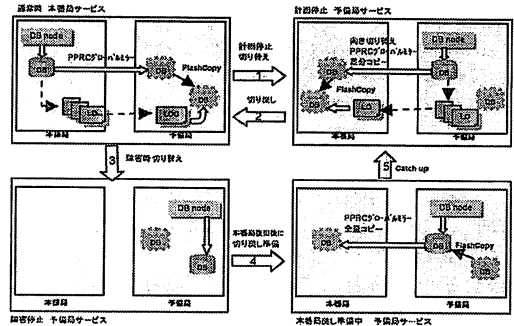 通常時 本番局サービス
DB node
DB
PPRCグローバルミラー
DB
FlashCopy
DB
LOG
本番局
予備局
計画停止
切り替え
1
切り戻し
2
計画停止 予備局サービス
向き切り替え
PPRCグローバルミラー
差分コピー
DB node
DB
DB
FlashCopy
DB
DB
LO
LO
本番局
予備局
3
障害時切り替え
5
Catch up
DB node
DB
DB
本番局
予備局
障害停止 予備局サービス
本番局復旧後に
切り戻し準備
4
DB node
PPRCグローバルミラー
全量コピー
DB
DB
FlashCopy
DB
本番局
予備局
本番局戻し準備中 予備局サービス